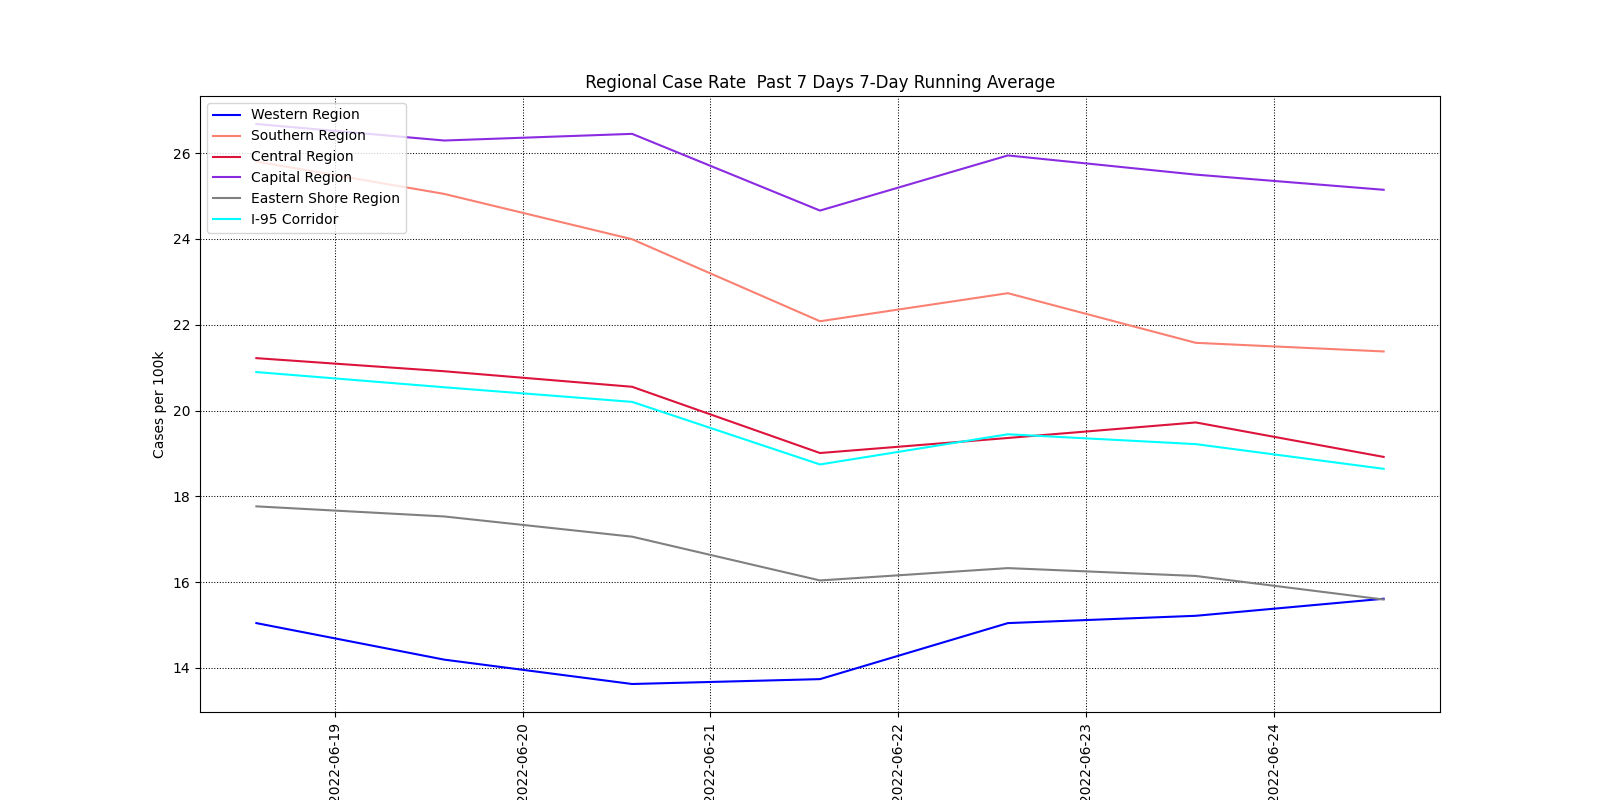 Regional Case Rate  Past 7 Days 7-Day Running Average
Western Region
Southern Region
Central Region
Capital Region
Eastern Shore Region
I-95 Corridor
26
24
22
20
18
16
14
Cases per 100k
2022-06-19
2022-06-20
2022-06-21
2022-06-22
2022-06-23
2022-06-24